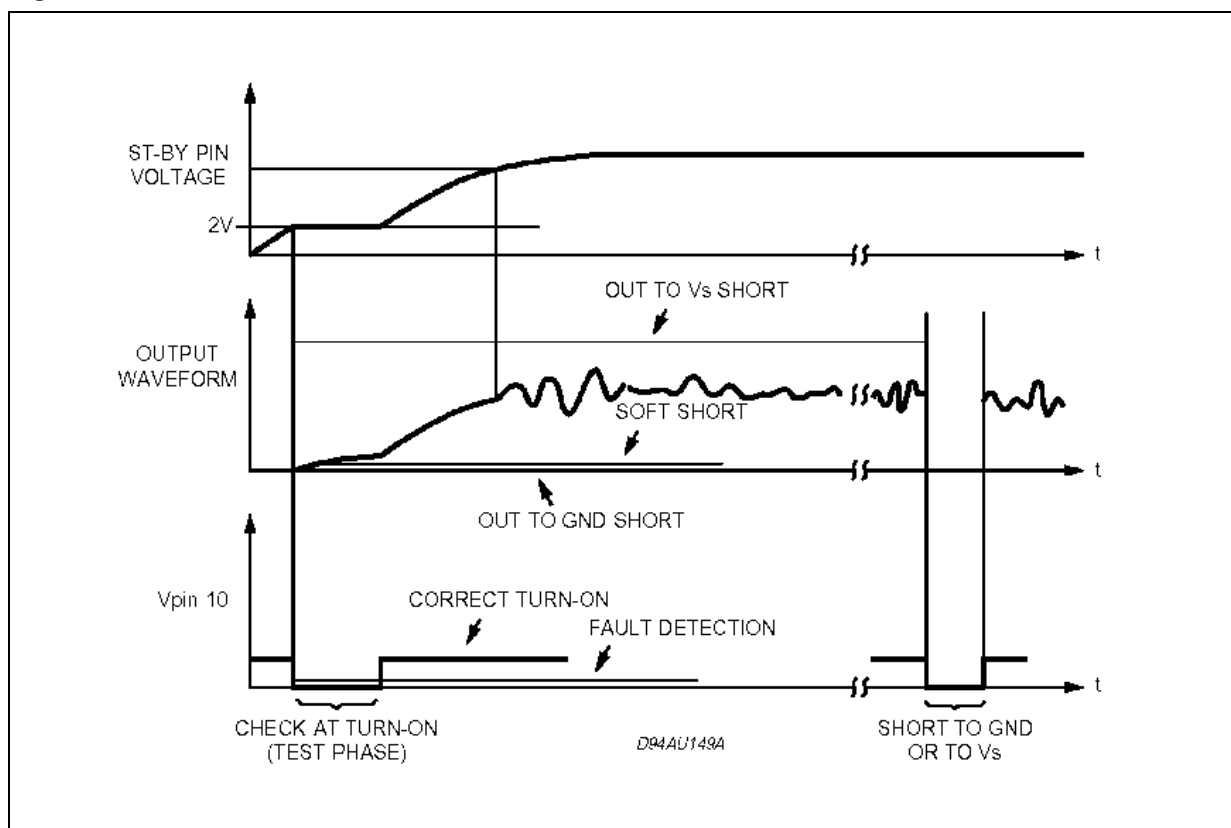 ST-BY PIN
VOLTAGE
2V
t
OUT TO Vs SHORT
OUTPUT
WAVEFORM
SOFT SHORT
t
OUT TO GND SHORT
Vpin 10
CORRECT TURN-ON
FAULT DETECTION
t
CHECK AT TURN-ON
(TEST PHASE)
D94AU149A
SHORT TO GND
OR TO Vs